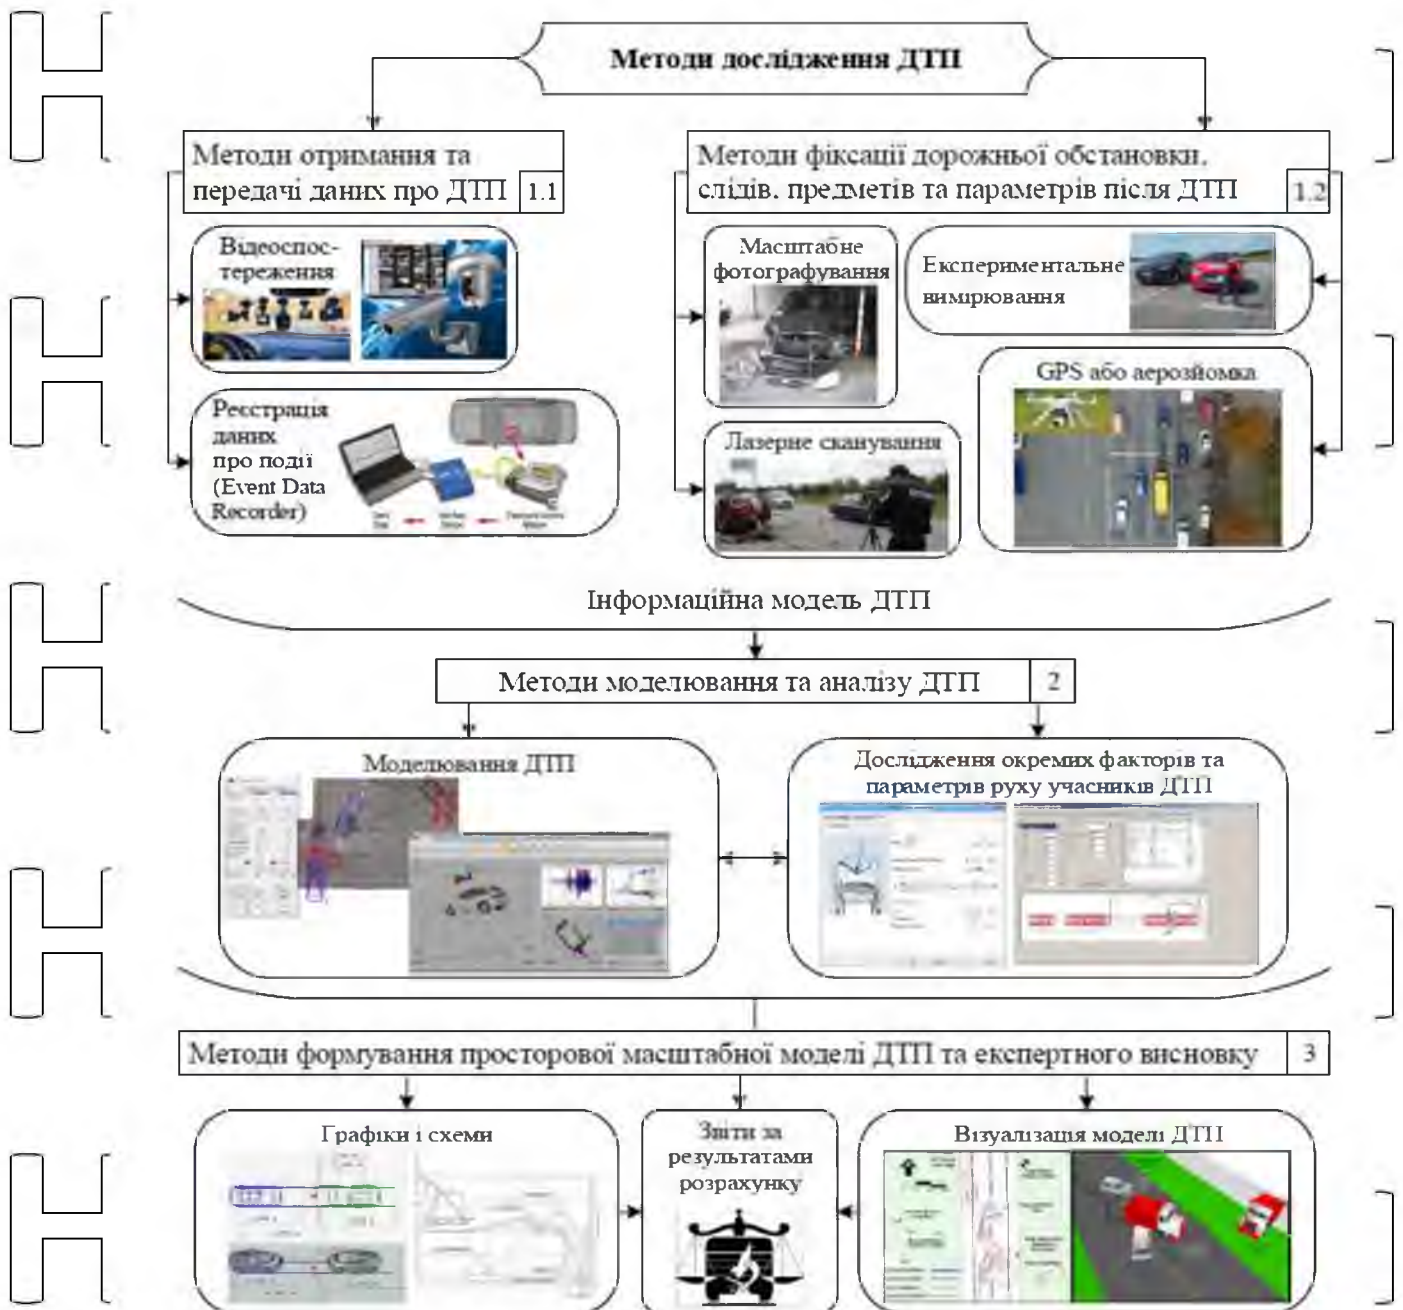 Методи дослідження ДТП
Методи отримання та
передачі даних про ДТП
1.1
Методи фіксації дорожньої обстановки,
слідів, предметів та параметрів після ДТП
1.2
Відеоспос-
тереження
Реєстрація
даних
про події
(Event Data
Recorder)
Масштабне
фотографування
Експериментальне
вимірювання
Лазерне сканування
GPS або аерозйомка
Інформаційна модель ДТП
Методи моделювання та аналізу ДТП
2
Моделювання ДТП
Дослідження окремих факторів та
параметрів руху учасників ДТП
Методи формування просторової масштабної моделі ДТП та експертного висновку
3
Графіки і схеми
Звіти за
результатами
розрахунку
Візуалізація моделі ДТП